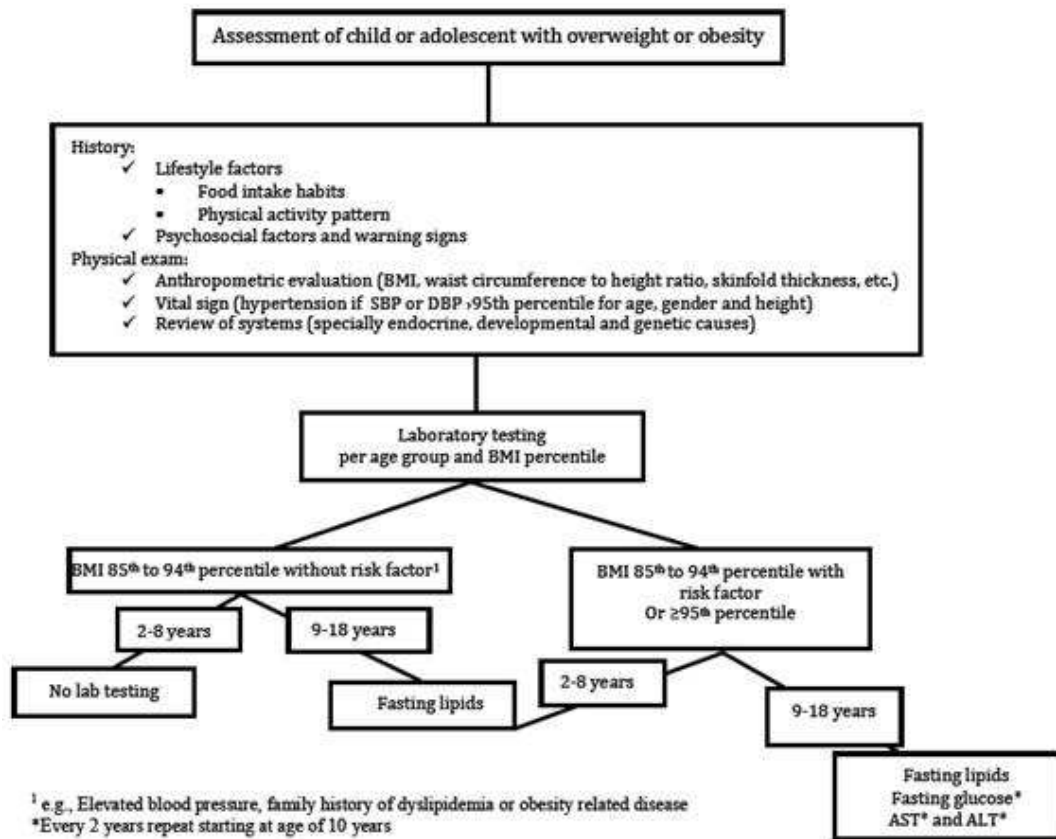 Assessment of child or adolescent with overweight or obesity
History:
✓ Lifestyle factors
▪ Food intake habits
▪ Physical activity pattern
✓ Psychosocial factors and warning signs
Physical exam:
✓ Anthropometric evaluation (BMI, waist circumference to height ratio, skinfold thickness, etc.)
✓ Vital sign (hypertension if SBP or DBP ›95th percentile for age, gender and height)
✓ Review of systems (specially endocrine, developmental and genetic causes)
Laboratory testing
per age group and BMI percentile
BMI 85th to 94th percentile without risk factor¹
2-8 years
9-18 years
No lab testing
Fasting lipids
BMI 85th to 94th percentile with
risk factor
Or ≥95th percentile
2-8 years
9-18 years
Fasting lipids
Fasting glucose*
AST* and ALT*
¹ e.g., Elevated blood pressure, family history of dyslipidemia or obesity related disease
*Every 2 years repeat starting at age of 10 years